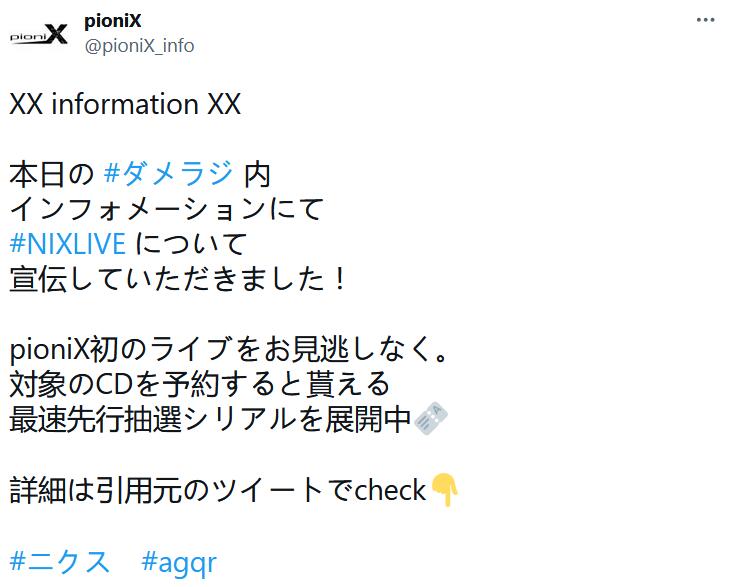 pioniX
pioniX
@pioniX_info
XX information XX
本日の #ダメラジ 内
インフォメーションにて
#NIXLIVE について
宣伝していただきました！
pioniX初のライブをお見逃しなく。
対象のCDを予約すると貰える
最速先行抽選シリアルを展開中
詳細は引用元のツイートでcheck
#ニクス #agqr